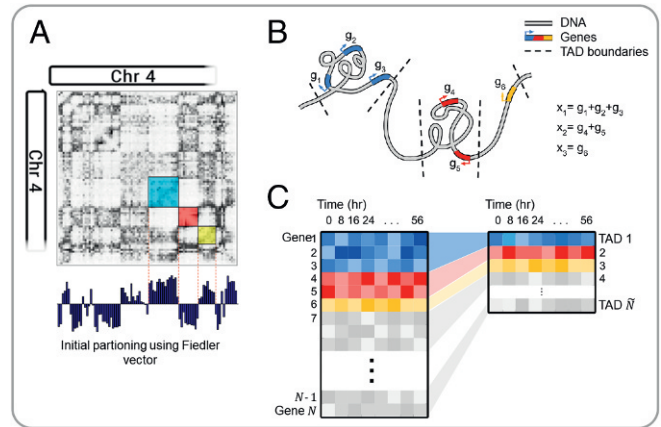 A
Chr 4
Chr 4
Initial partioning using Fiedler
vector
B
DNA
Genes
TAD boundaries
g1
g2
g3
g4
g5
g6
x1= g1+g2+g3
x2= g4+g5
x3= g6
C
Time (hr)
0 8 16 24 ... 56
Gene 1
2
3
4
5
6
7
N-1
Gene N
Time (hr)
0 8 16 24 ... 56
TAD 1
2
3
4
TAD Ñ